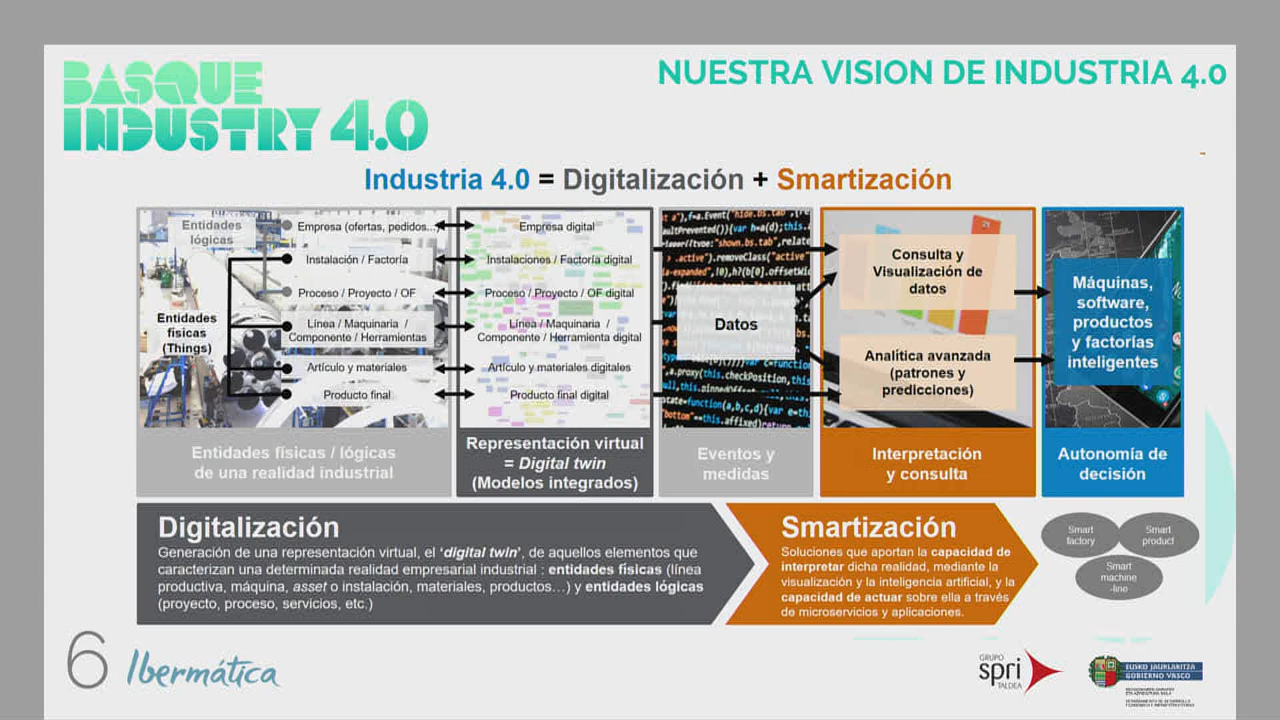 BASQUE
INDUSTRY 4.0
NUESTRA VISION DE INDUSTRIA 4.0
Industria 4.0 = Digitalización + Smartización
Entidades
lógicas
Entidades
físicas
(Things)
Empresa (ofertas, pedidos...)
Instalación / Factoría
Proceso / Proyecto / OF
Línea / Maquinaria /
Componente / Herramientas
Artículo y materiales
Producto final
Empresa digital
Instalaciones / Factoría digital
Proceso / Proyecto / OF digital
Línea / Maquinaria /
Componente / Herramienta digital
Artículo y materiales digitales
Producto final digital
Datos
Consulta y
Visualización de
datos
Analítica avanzada
(patrones y
predicciones)
Máquinas,
software,
productos
y factorías
inteligentes
Entidades físicas / lógicas
de una realidad industrial
Representación virtual
= Digital twin
(Modelos integrados)
Eventos y
medidas
Interpretación
y consulta
Autonomía de
decisión
Digitalización
Generación de una representación virtual, el ‘digital twin’, de aquellos elementos que
caracterizan una determinada realidad empresarial industrial : entidades físicas (línea
productiva, máquina, asset o instalación, materiales, productos…) y entidades lógicas
(proyecto, proceso, servicios, etc.)
Smartización
Soluciones que aportan la capacidad de
interpretar dicha realidad, mediante la
visualización y la inteligencia artificial, y la
capacidad de actuar sobre ella a través
de microservicios y aplicaciones.
Smart
factory
Smart
product
Smart
machine
-line
6
Ibermática
GRUPO
spri
TALDEA
EUSKO JAURLARITZA
GOBIERNO VASCO